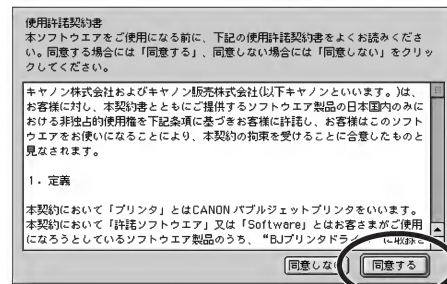 使用許諾契約書
本ソフトウエアをご使用になる前に、下記の使用許諾契約書をよくお読みくださ
い。同意する場合には「同意する」、同意しない場合には「同意しない」をクリッ
クしてください。
キヤノン株式会社およびキヤノン販売株式会社(以下キヤノンといいます。)は、
お客様に対し、本契約書とともにご提供するソフトウエア製品の日本国内のみに
おける非独占的使用権を下記条項に基づきお客様に許諾し、お客様はこのソフト
ウエアをお使いになることにより、本契約の拘束を受けることに合意したものと
見なされます。
1．定義
本契約において「プリンタ」とはCANON バブルジェットプリンタをいいます。
本契約において「許諾ソフトウエア」又は「Software」とはお客さまがご使用
になろうとしているソフトウエア製品のうち、“BJプリンタドライ
同意しな
同意する